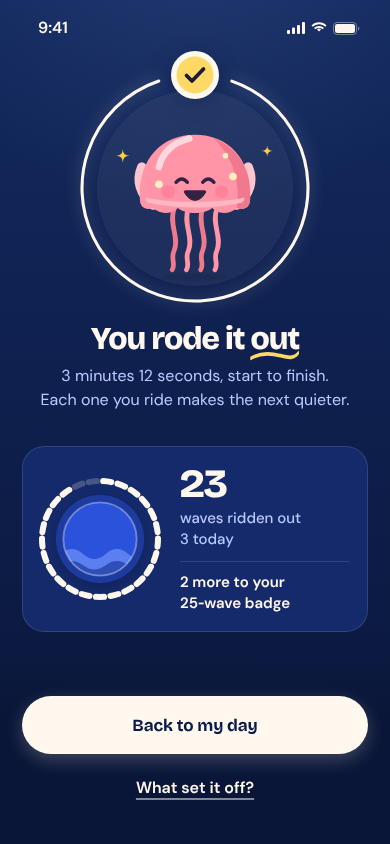 9:41
You rode it out
3 minutes 12 seconds, start to finish.
Each one you ride makes the next quieter.
23
waves ridden out
3 today
2 more to your
25-wave badge
Back to my day
What set it off?